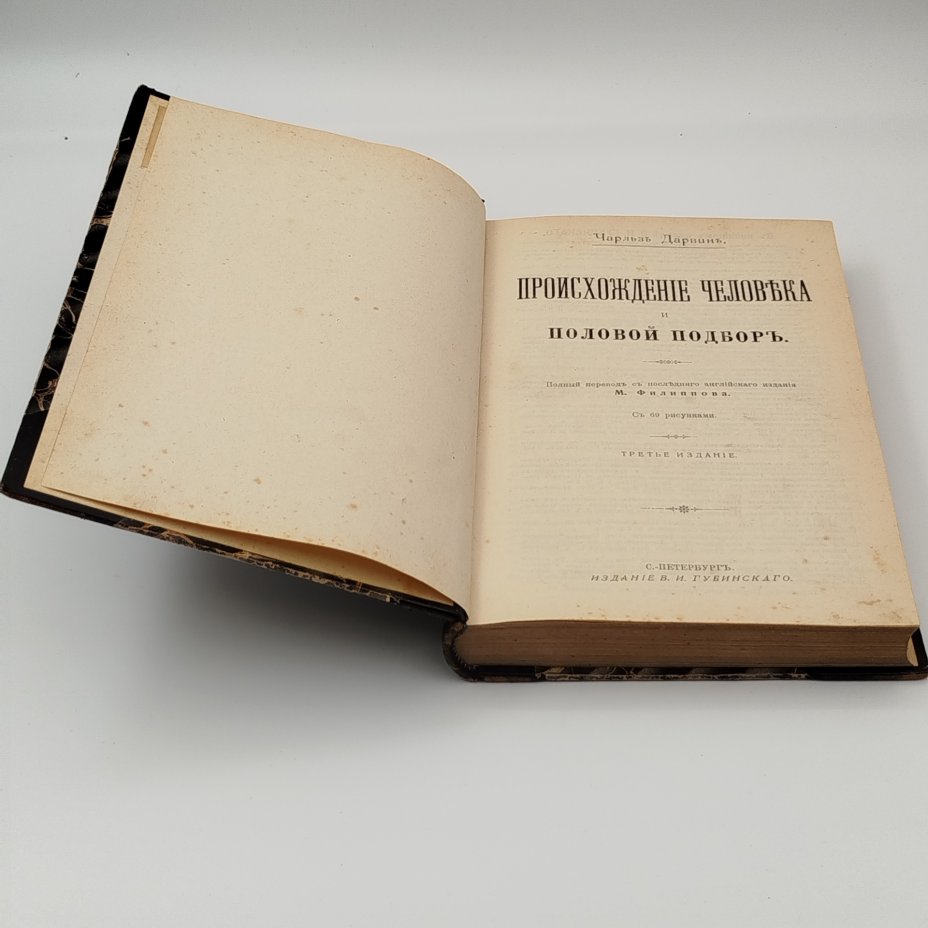 Чарльзъ Дарвинъ.
ПРОИСХОЖДЕНІЕ ЧЕЛОВѢКА
И
ПОЛОВОЙ ПОДБОРЪ.
Полный переводъ съ послѣдняго англійскаго изданія
М. Филиппова.
Съ 69 рисунками.
ТРЕТЬЕ ИЗДАНІЕ.
С.-ПЕТЕРБУРГЪ.
ИЗДАНІЕ В. И. ГУБИНСКАГО.